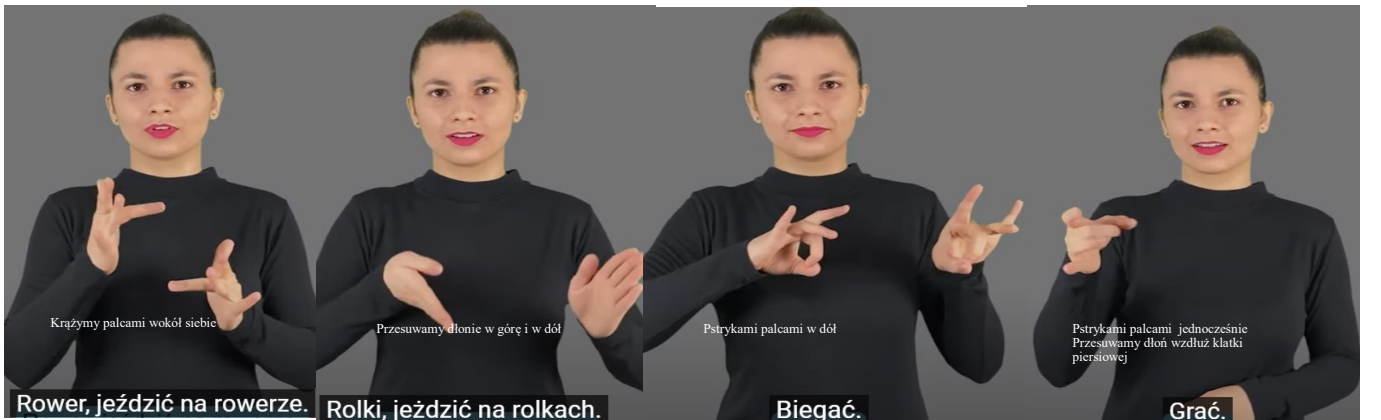 Krążymy palcami wokół siebie
Rower, jeździć na rowerze.
Przesuwamy dłonie w górę i w dół
Rolki, jeżdzić na rolkach.
Pstrykami palcami w dół
Biegać.
Pstrykami palcami jednocześnie
Przesuwamy dłoń wzdłuż klatki
piersiowej
Grać.